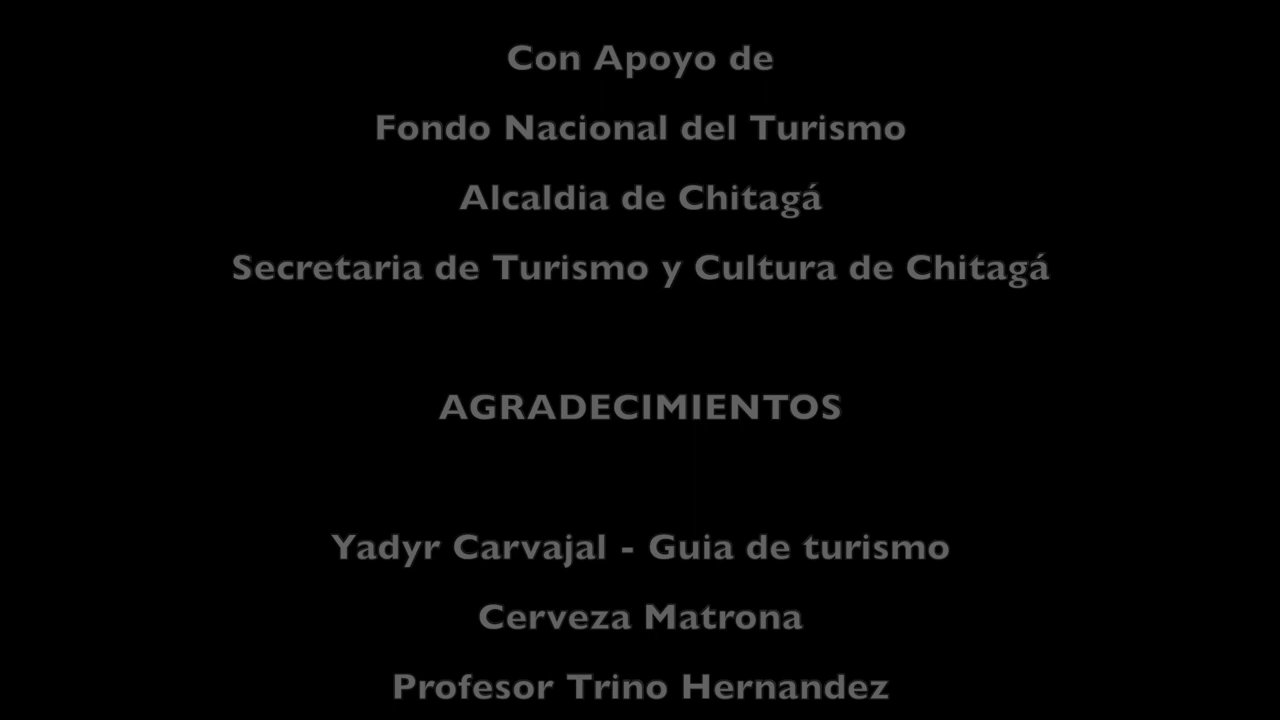 Con Apoyo de
Fondo Nacional del Turismo
Alcaldia de Chitagá
Secretaria de Turismo y Cultura de Chitagá
AGRADECIMIENTOS
Yadyr Carvajal - Guia de turismo
Cerveza Matrona
Profesor Trino Hernandez